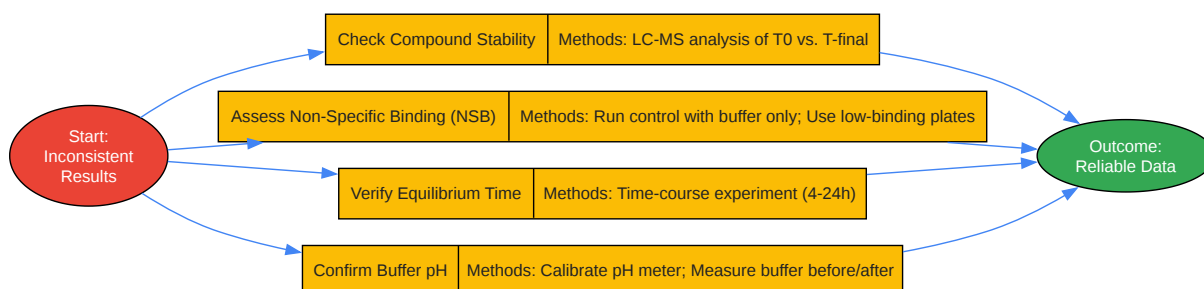 Check Compound Stability
Methods: LC-MS analysis of T0 vs. T-final
Assess Non-Specific Binding (NSB)
Methods: Run control with buffer only; Use low-binding plates
Start:
Inconsistent
Results
Outcome:
Reliable Data
Verify Equilibrium Time
Methods: Time-course experiment (4-24h)
Confirm Buffer pH
Methods: Calibrate pH meter; Measure buffer before/after